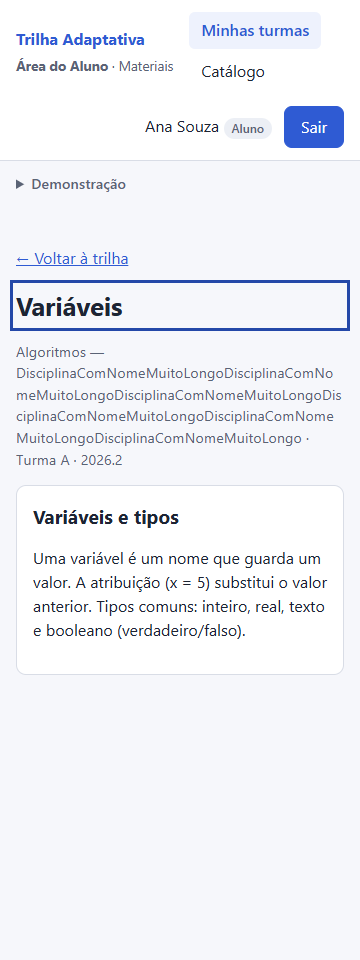 Trilha Adaptativa
Área do Aluno · Materiais
Minhas turmas
Catálogo
Ana Souza Aluno
Sair
▶ Demonstração
← Voltar à trilha
Variáveis
Algoritmos —
DisciplinaComNomeMuitoLongoDisciplinaComNo
meMuitoLongoDisciplinaComNomeMuitoLongoDis
ciplinaComNomeMuitoLongoDisciplinaComNome
MuitoLongoDisciplinaComNomeMuitoLongo ·
Turma A · 2026.2
Variáveis e tipos
Uma variável é um nome que guarda um
valor. A atribuição (x = 5) substitui o valor
anterior. Tipos comuns: inteiro, real, texto
e booleano (verdadeiro/falso).